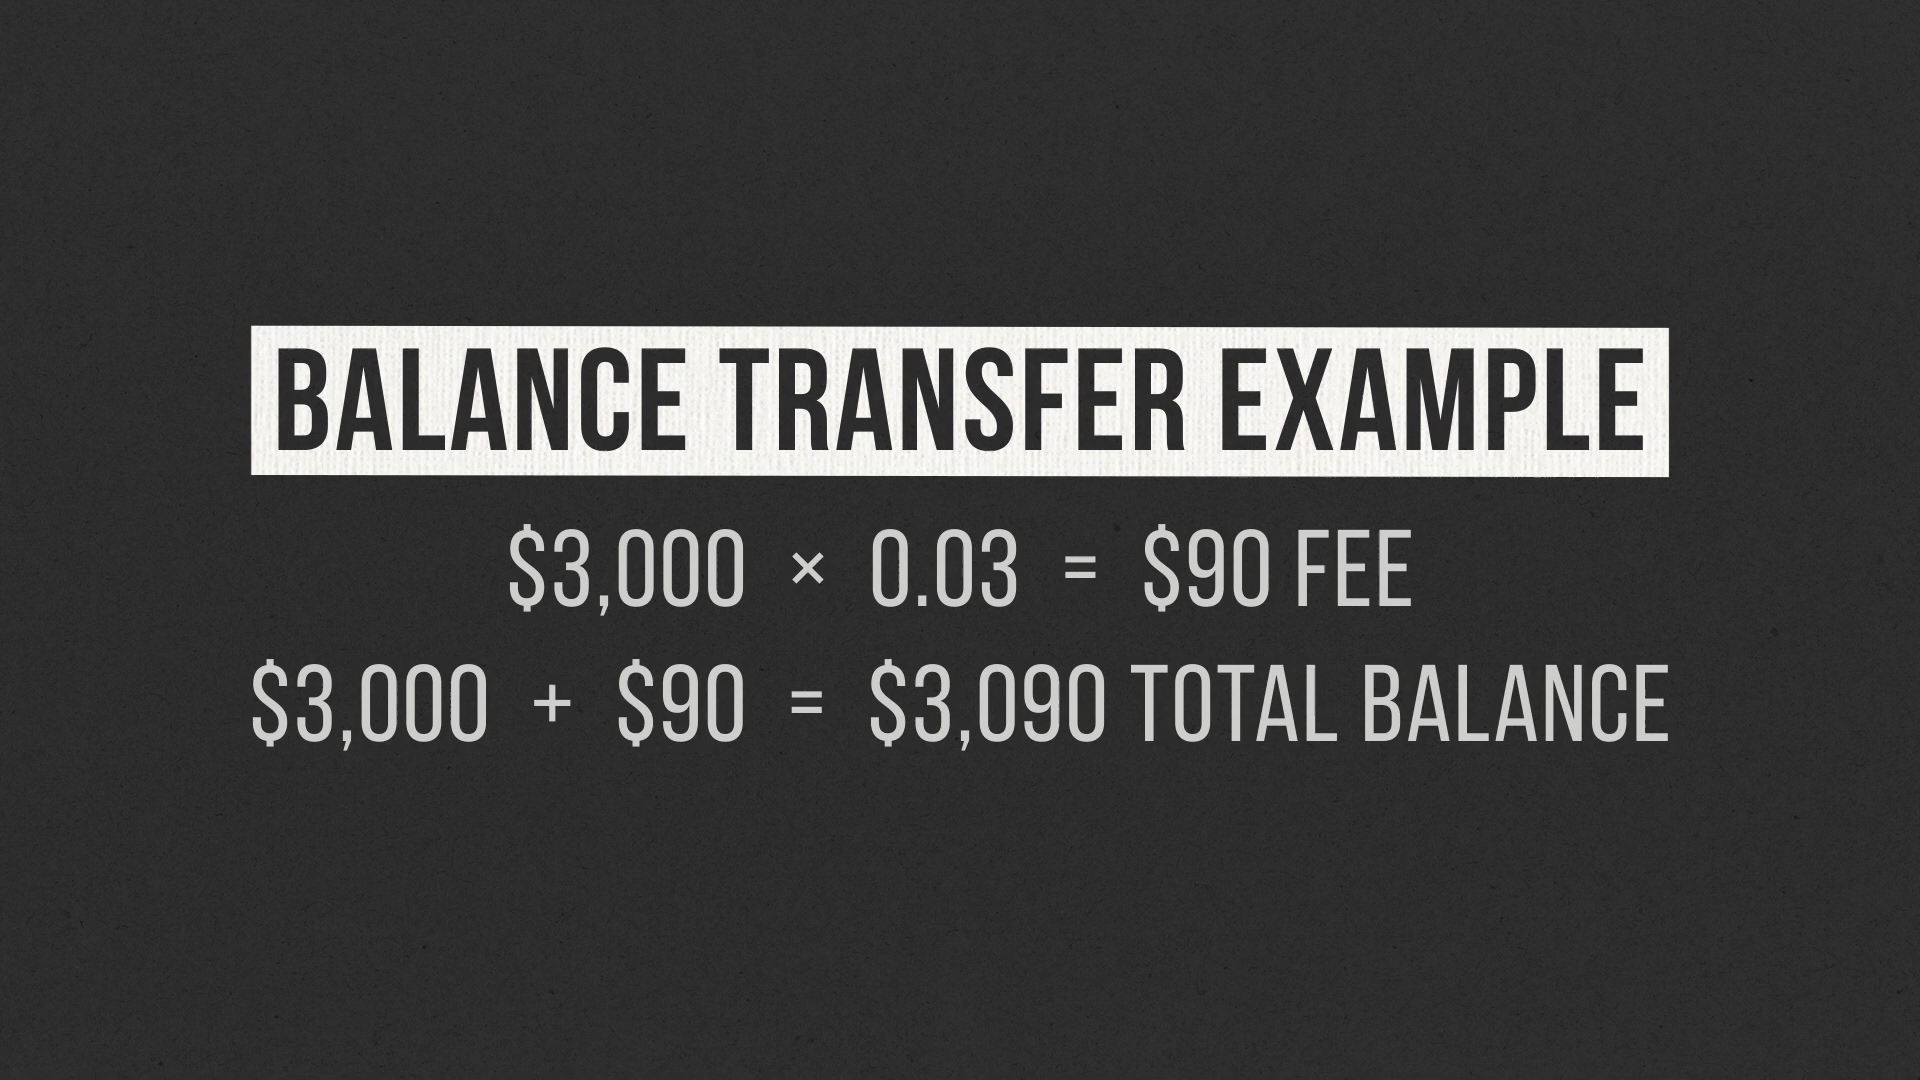 BALANCE TRANSFER EXAMPLE
$3,000 × 0.03 = $90 FEE
$3,000 + $90 = $3,090 TOTAL BALANCE